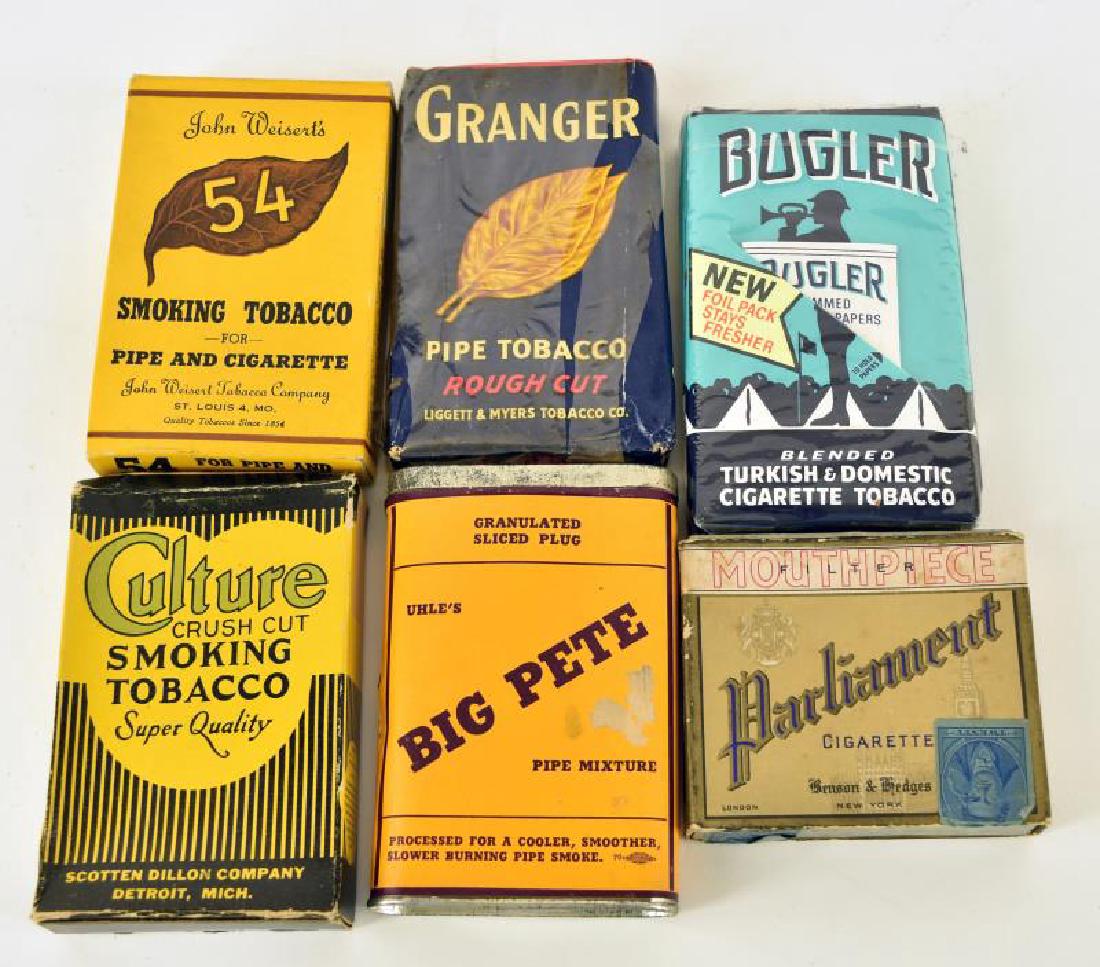 John Weisert's
54
SMOKING TOBACCO
FOR
PIPE AND CIGARETTE
John Weisert Tobacco Company
ST. LOUIS 4, MO.
Quality Tobaccos Since 1854
54 FOR PIPE AND
GRANGER
PIPE TOBACCO
ROUGH CUT
LIGGETT & MYERS TOBACCO CO.
BUGLER
BUGLER
PAPERS
NEW
FOIL PACK
STAYS
FRESHER
BLENDED
TURKISH & DOMESTIC
CIGARETTE TOBACCO
Culture
CRUSH CUT
SMOKING
TOBACCO
Super Quality
SCOTTEN DILLON COMPANY
DETROIT, MICH.
GRANULATED
SLICED PLUG
UHLE'S
BIG PETE
PIPE MIXTURE
PROCESSED FOR A COOLER, SMOOTHER,
SLOWER BURNING PIPE SMOKE.
MOUTHPIECE
FILTER
Parliament
CIGARETTE
Benson & Hedges
LONDON
NEW YORK